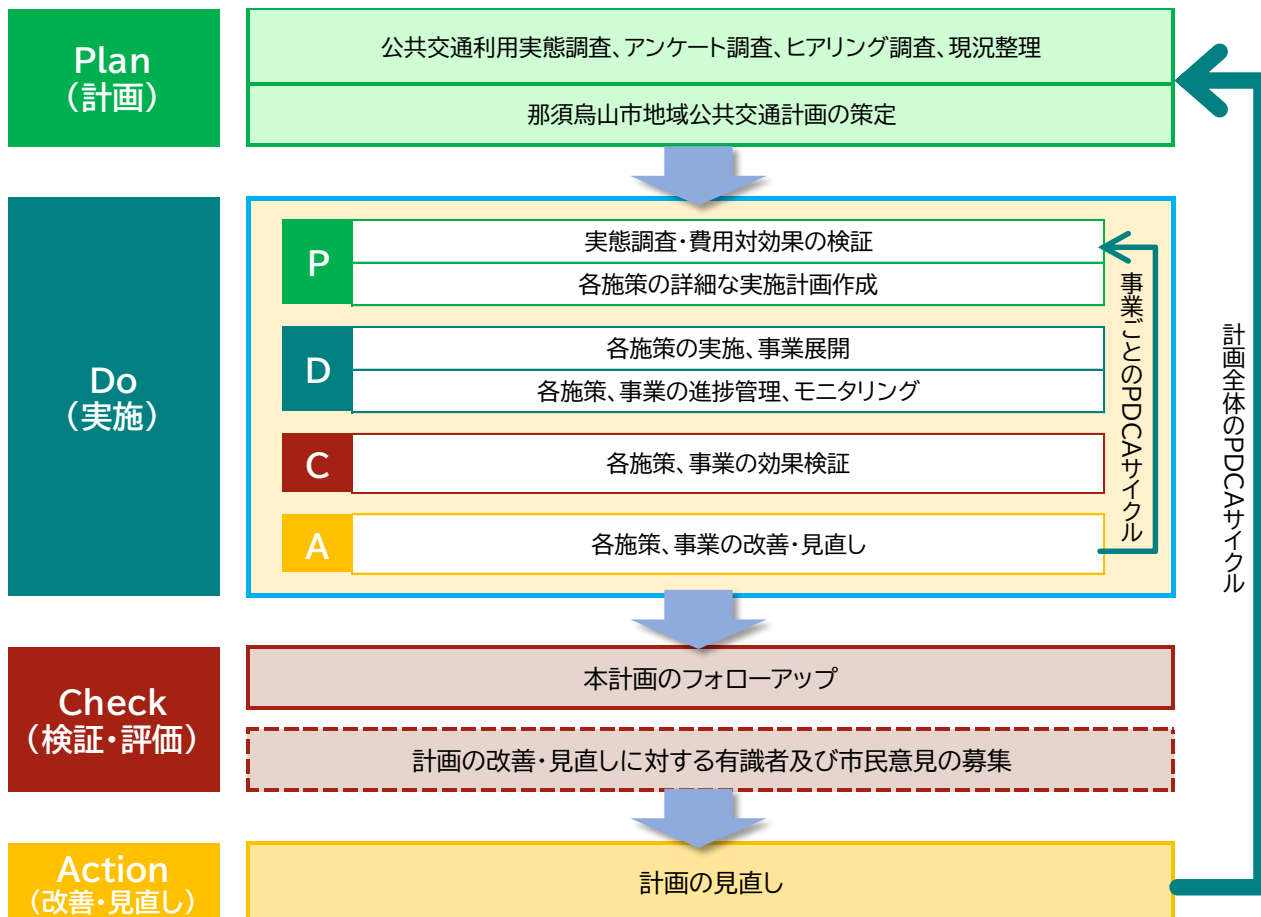 Plan
（計画）
公共交通利用実態調査、アンケート調査、ヒアリング調査、現況整理
那須烏山市地域公共交通計画の策定
Do
（実施）
P
実態調査・費用対効果の検証
各施策の詳細な実施計画作成
D
各施策の実施、事業展開
各施策、事業の進捗管理、モニタリング
C
各施策、事業の効果検証
A
各施策、事業の改善・見直し
事業ごとのPDCAサイクル
計画全体のPDCAサイクル
Check
（検証・評価）
本計画のフォローアップ
計画の改善・見直しに対する有識者及び市民意見の募集
Action
（改善・見直し）
計画の見直し